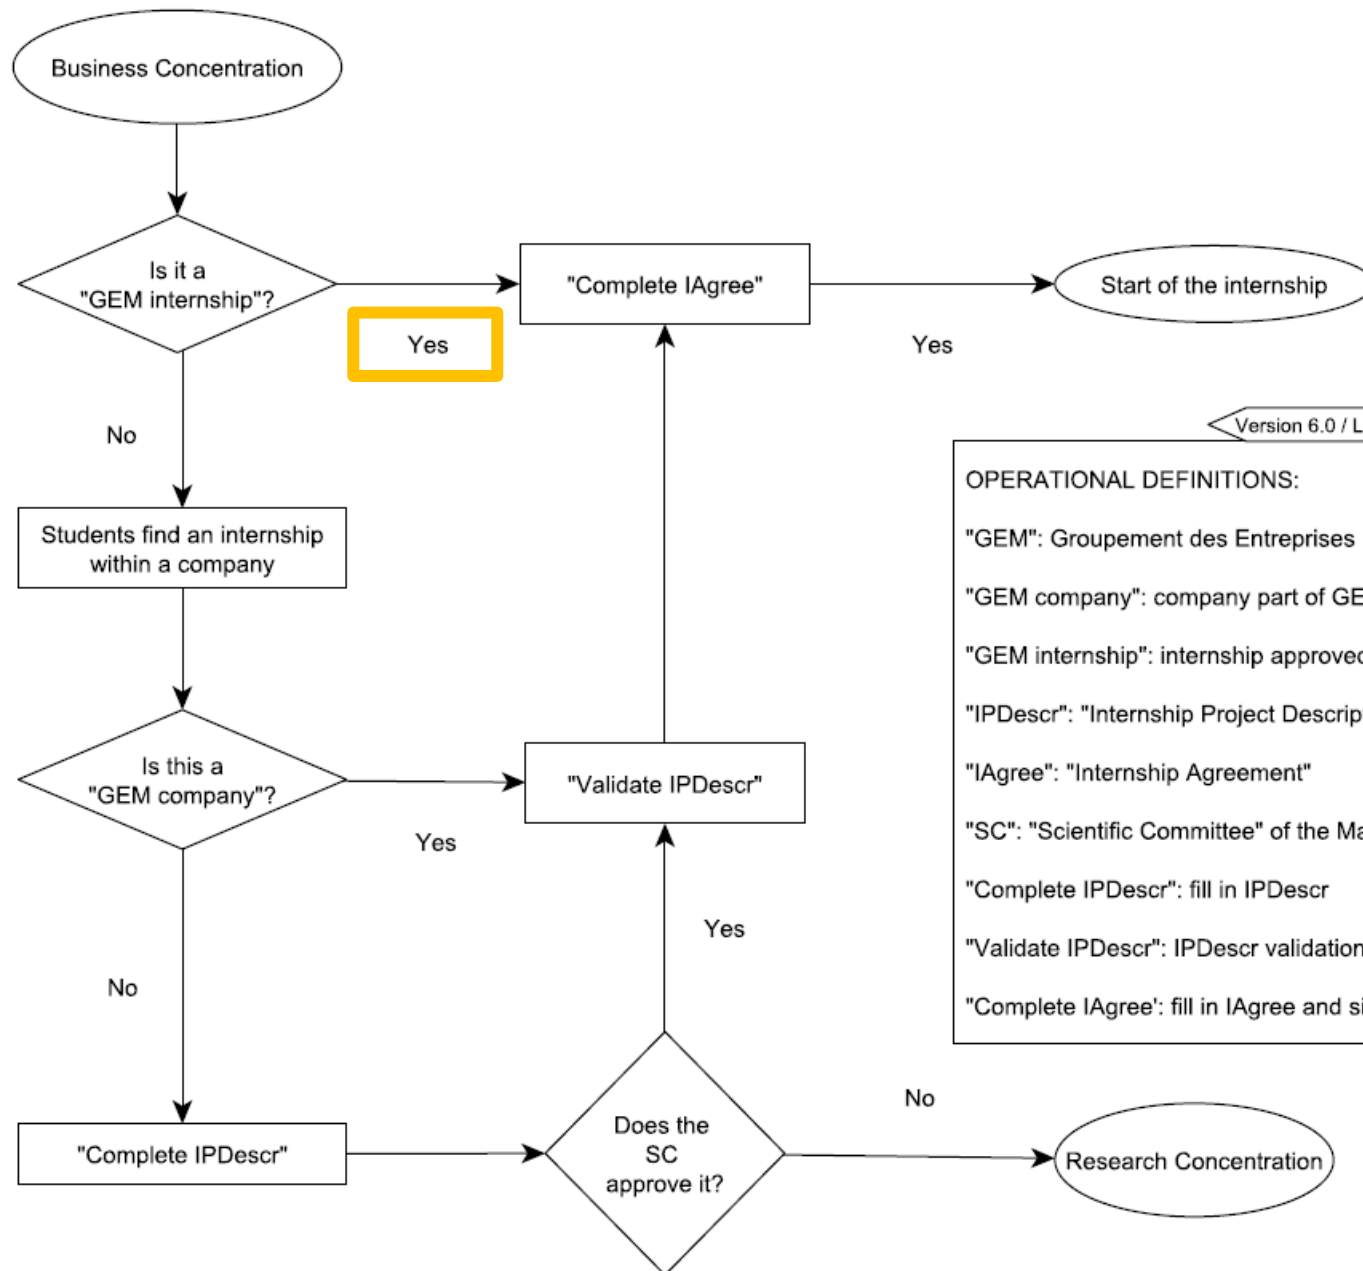 Business Concentration
Is it a
"GEM internship"?
"Complete IAgree"
Start of the internship
Yes
Yes
No
Version 6.0 / L
OPERATIONAL DEFINITIONS:
"GEM": Groupement des Entreprises
"GEM company": company part of GE
"GEM internship": internship approved
"IPDescr": "Internship Project Descrip
"IAgree": "Internship Agreement"
"SC": "Scientific Committee" of the Ma
"Complete IPDescr": fill in IPDescr
"Validate IPDescr": IPDescr validation
"Complete IAgree': fill in IAgree and si
Students find an internship
within a company
Is this a
"GEM company"?
"Validate IPDescr"
Yes
Yes
No
"Complete IPDescr"
Does the
SC
approve it?
No
Research Concentration